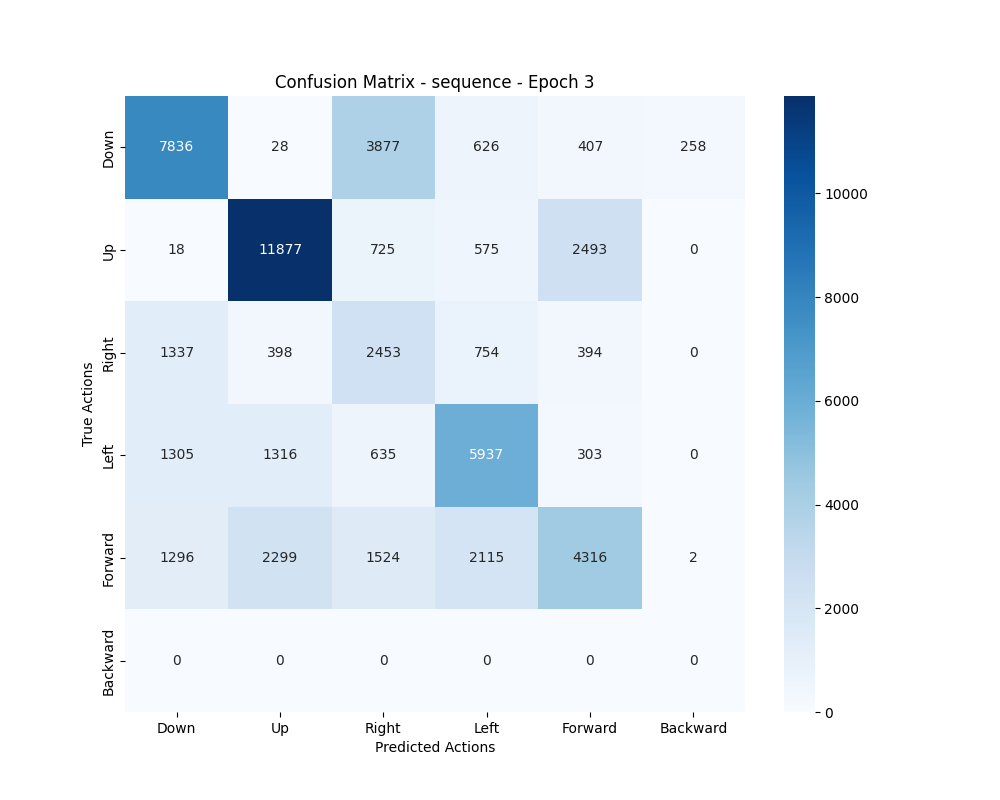 Confusion Matrix - sequence - Epoch 3
True Actions
Down 7836 28 3877 626 407 258
Up 18 11877 725 575 2493 0
Right 1337 398 2453 754 394 0
Left 1305 1316 635 5937 303 0
Forward 1296 2299 1524 2115 4316 2
Backward 0 0 0 0 0 0
Down Up Right Left Forward Backward
Predicted Actions
10000
8000
6000
4000
2000
0